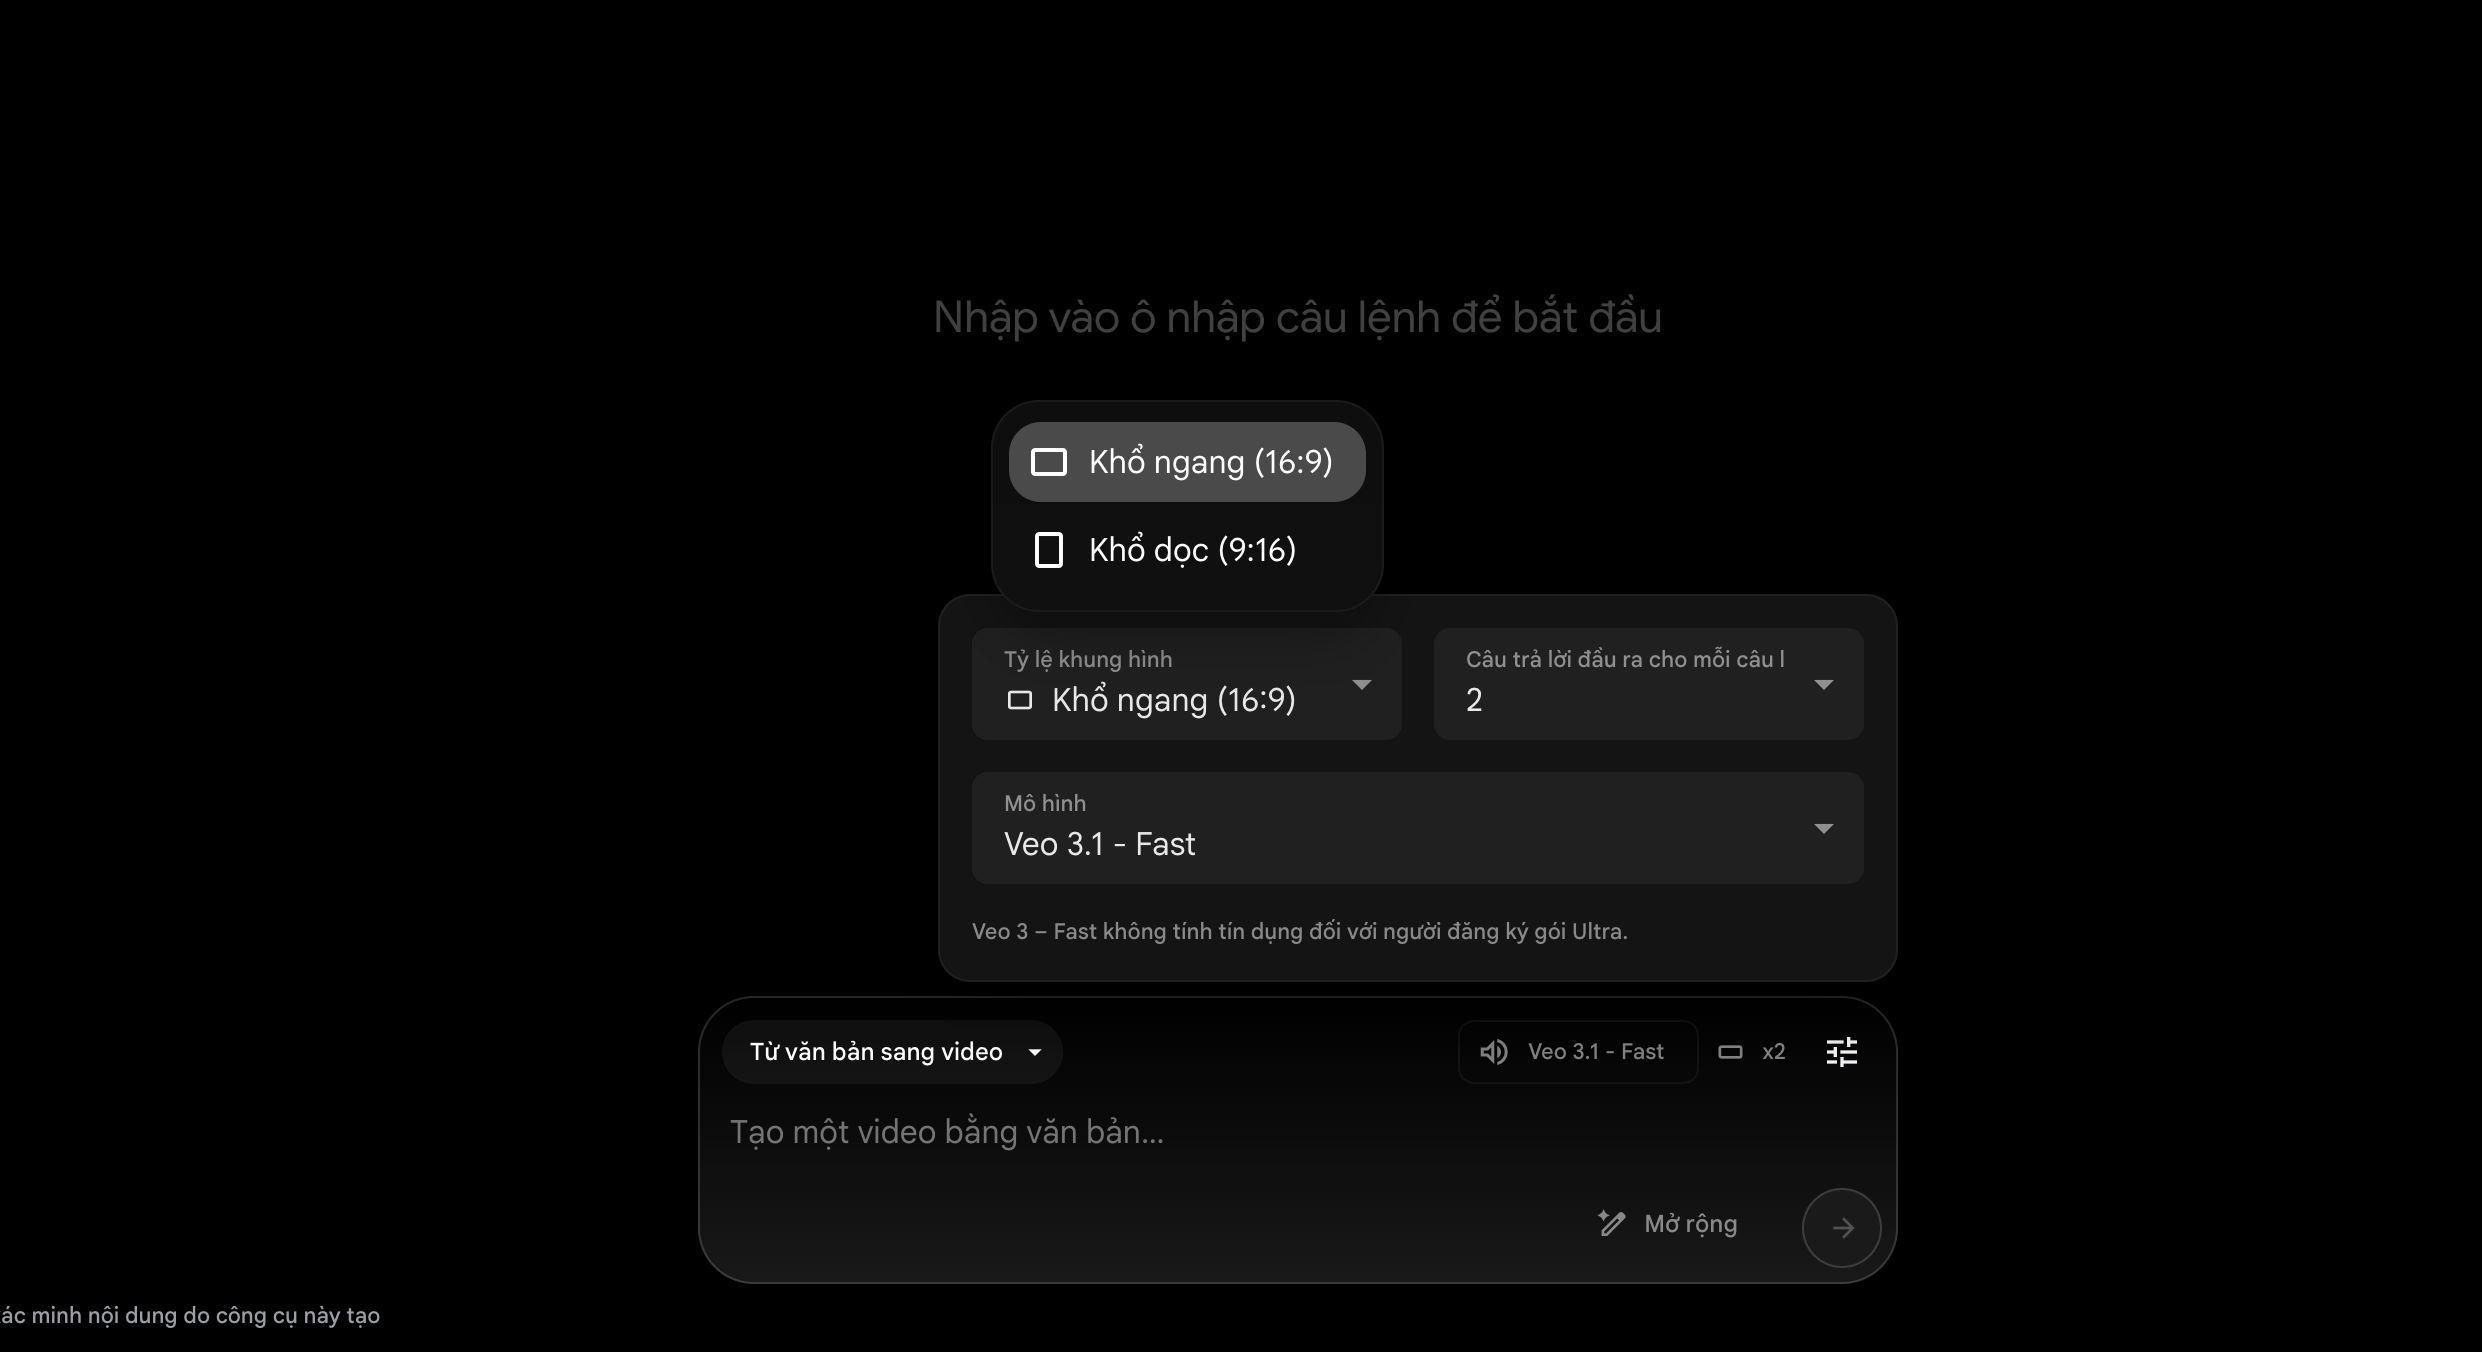 Nhập vào ô nhập câu lệnh để bắt đầu
Khổ ngang (16:9)
Khổ dọc (9:16)
Tỷ lệ khung hình
Khổ ngang (16:9)
Câu trả lời đầu ra cho mỗi câu l
2
Mô hình
Veo 3.1 - Fast
Veo 3 – Fast không tính tín dụng đối với người đăng ký gói Ultra.
Từ văn bản sang video
Veo 3.1 - Fast
x2
Tạo một video bằng văn bản...
Mở rộng
ác minh nội dung do công cụ này tạo